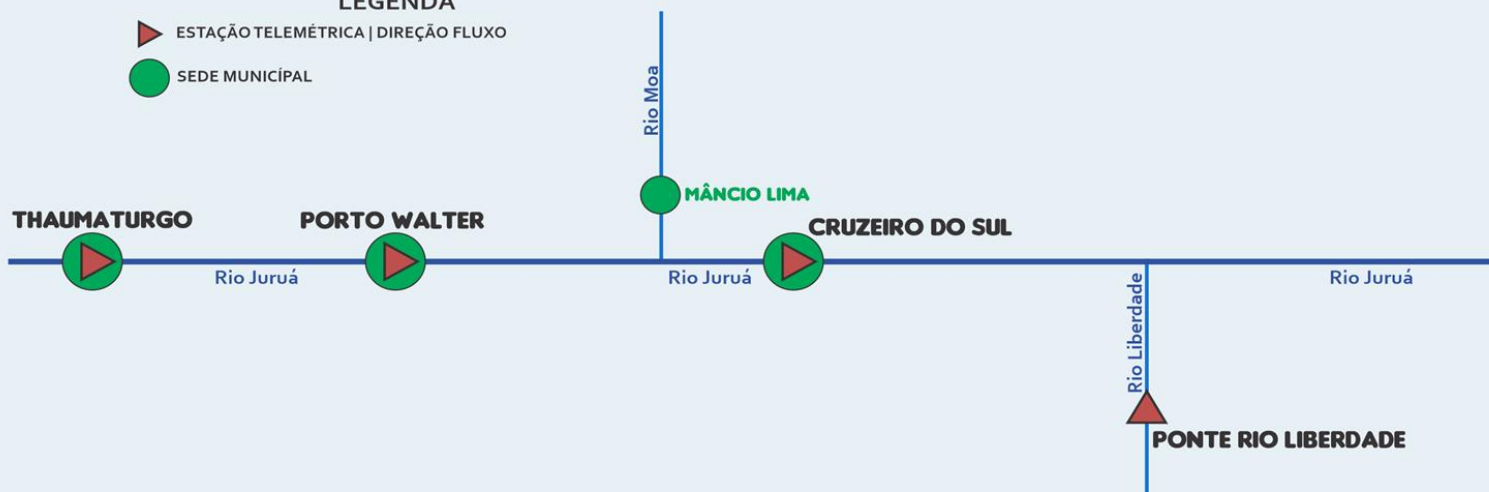 LEGENDA
ESTAÇÃO TELEMÉTRICA | DIREÇÃO FLUXO
SEDE MUNICÍPAL
Rio Moa
MÂNCIO LIMA
THAUMATURGO
PORTO WALTER
CRUZEIRO DO SUL
Rio Juruá
Rio Juruá
Rio Juruá
Rio Liberdade
PONTE RIO LIBERDADE